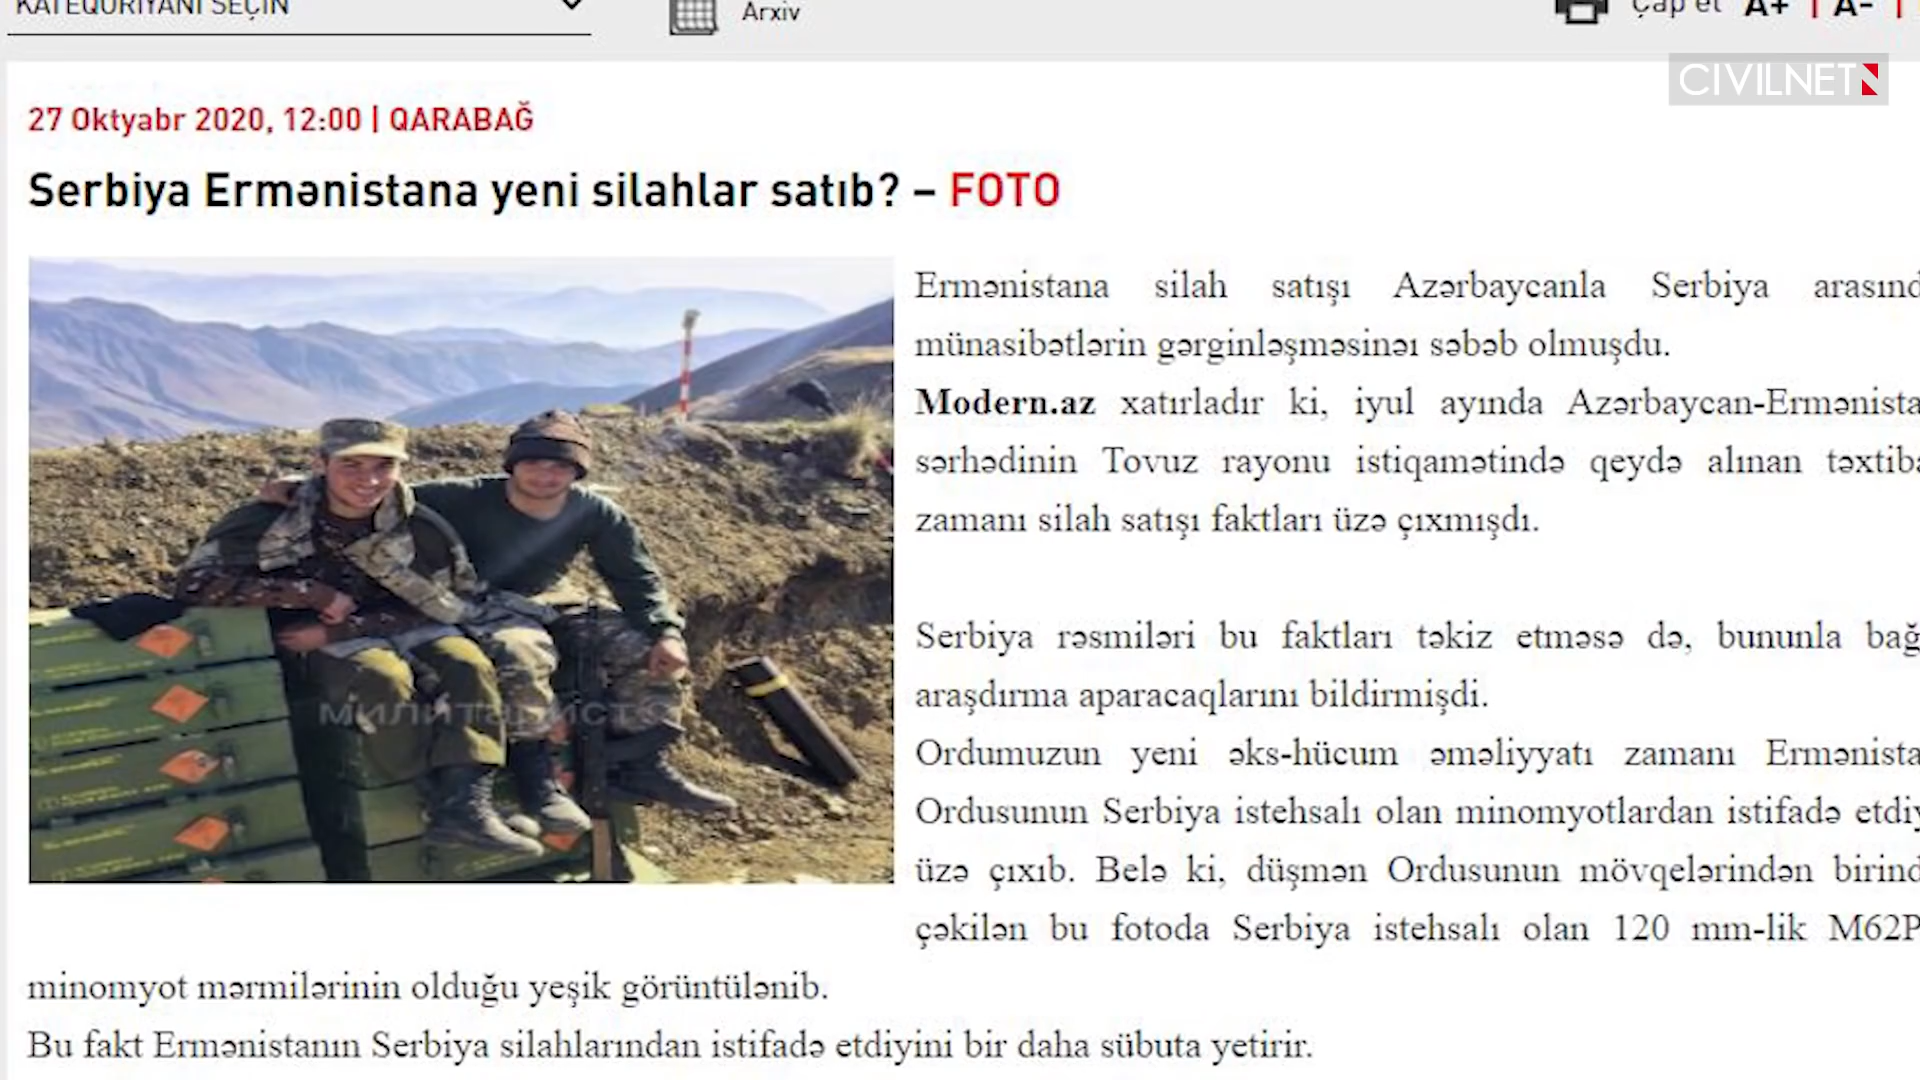 KATEQORİYANI SEÇİN
Arxiv
Çap et A+ | A- |
CIVILNET
27 Oktyabr 2020, 12:00 | QARABAĞ
Serbiya Ermənistana yeni silahlar satıb? – FOTO
Ermənistana silah satışı Azərbaycanla Serbiya arasınd
münasibətlərin gərginləşməsinəı səbəb olmuşdu.
Modern.az xatırladır ki, iyul ayında Azərbaycan-Ermənista
sərhədinin Tovuz rayonu istiqamətində qeydə alınan təxtiba
zamanı silah satışı faktları üzə çıxmışdı.
Serbiya rəsmiləri bu faktları təkiz etməsə də, bununla bağ
araşdırma aparacaqlarını bildirmişdi.
Ordumuzun yeni əks-hücum əməliyyatı zamanı Ermənista
Ordusunun Serbiya istehsalı olan minomyotlardan istifadə etdiy
üzə çıxıb. Belə ki, düşmən Ordusunun mövqelərindən birind
çəkilən bu fotoda Serbiya istehsalı olan 120 mm-lik M62P
minomyot mərmilərinin olduğu yeşik görüntülənib.
Bu fakt Ermənistanın Serbiya silahlarından istifadə etdiyini bir daha sübuta yetirir.